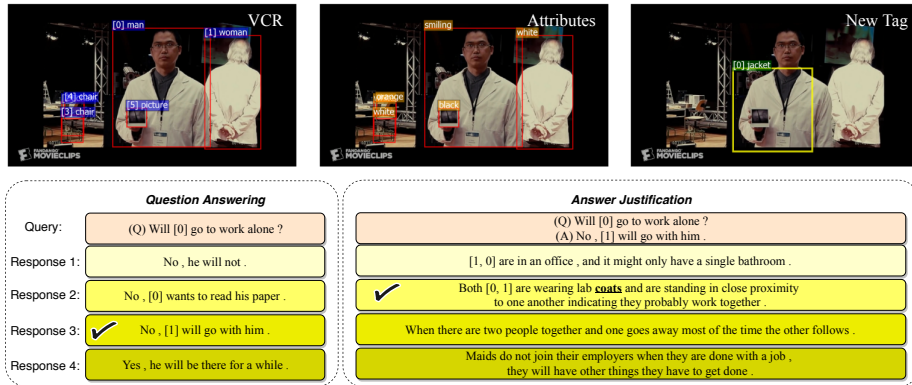 VCR
[0] man
[1] woman
[4] chair
[3] chair
[5] picture
FANDANGO
MOVIECLIPS
Attributes
smiling
white
orange
white
black
FANDANGO
MOVIECLIPS
New Tag
[0] jacket
FANDANGO
MOVIECLIPS
Question Answering
Query:
(Q) Will [0] go to work alone ?
Response 1:
No , he will not .
Response 2:
No , [0] wants to read his paper .
Response 3:
No , [1] will go with him .
Response 4:
Yes , he will be there for a while .
Answer Justification
(Q) Will [0] go to work alone ?
(A) No , [1] will go with him .
[1, 0] are in an office , and it might only have a single bathroom .
Both [0, 1] are wearing lab coats and are standing in close proximity
to one another indicating they probably work together .
When there are two people together and one goes away most of the time the other follows .
Maids do not join their employers when they are done with a job ,
they will have other things they have to get done .